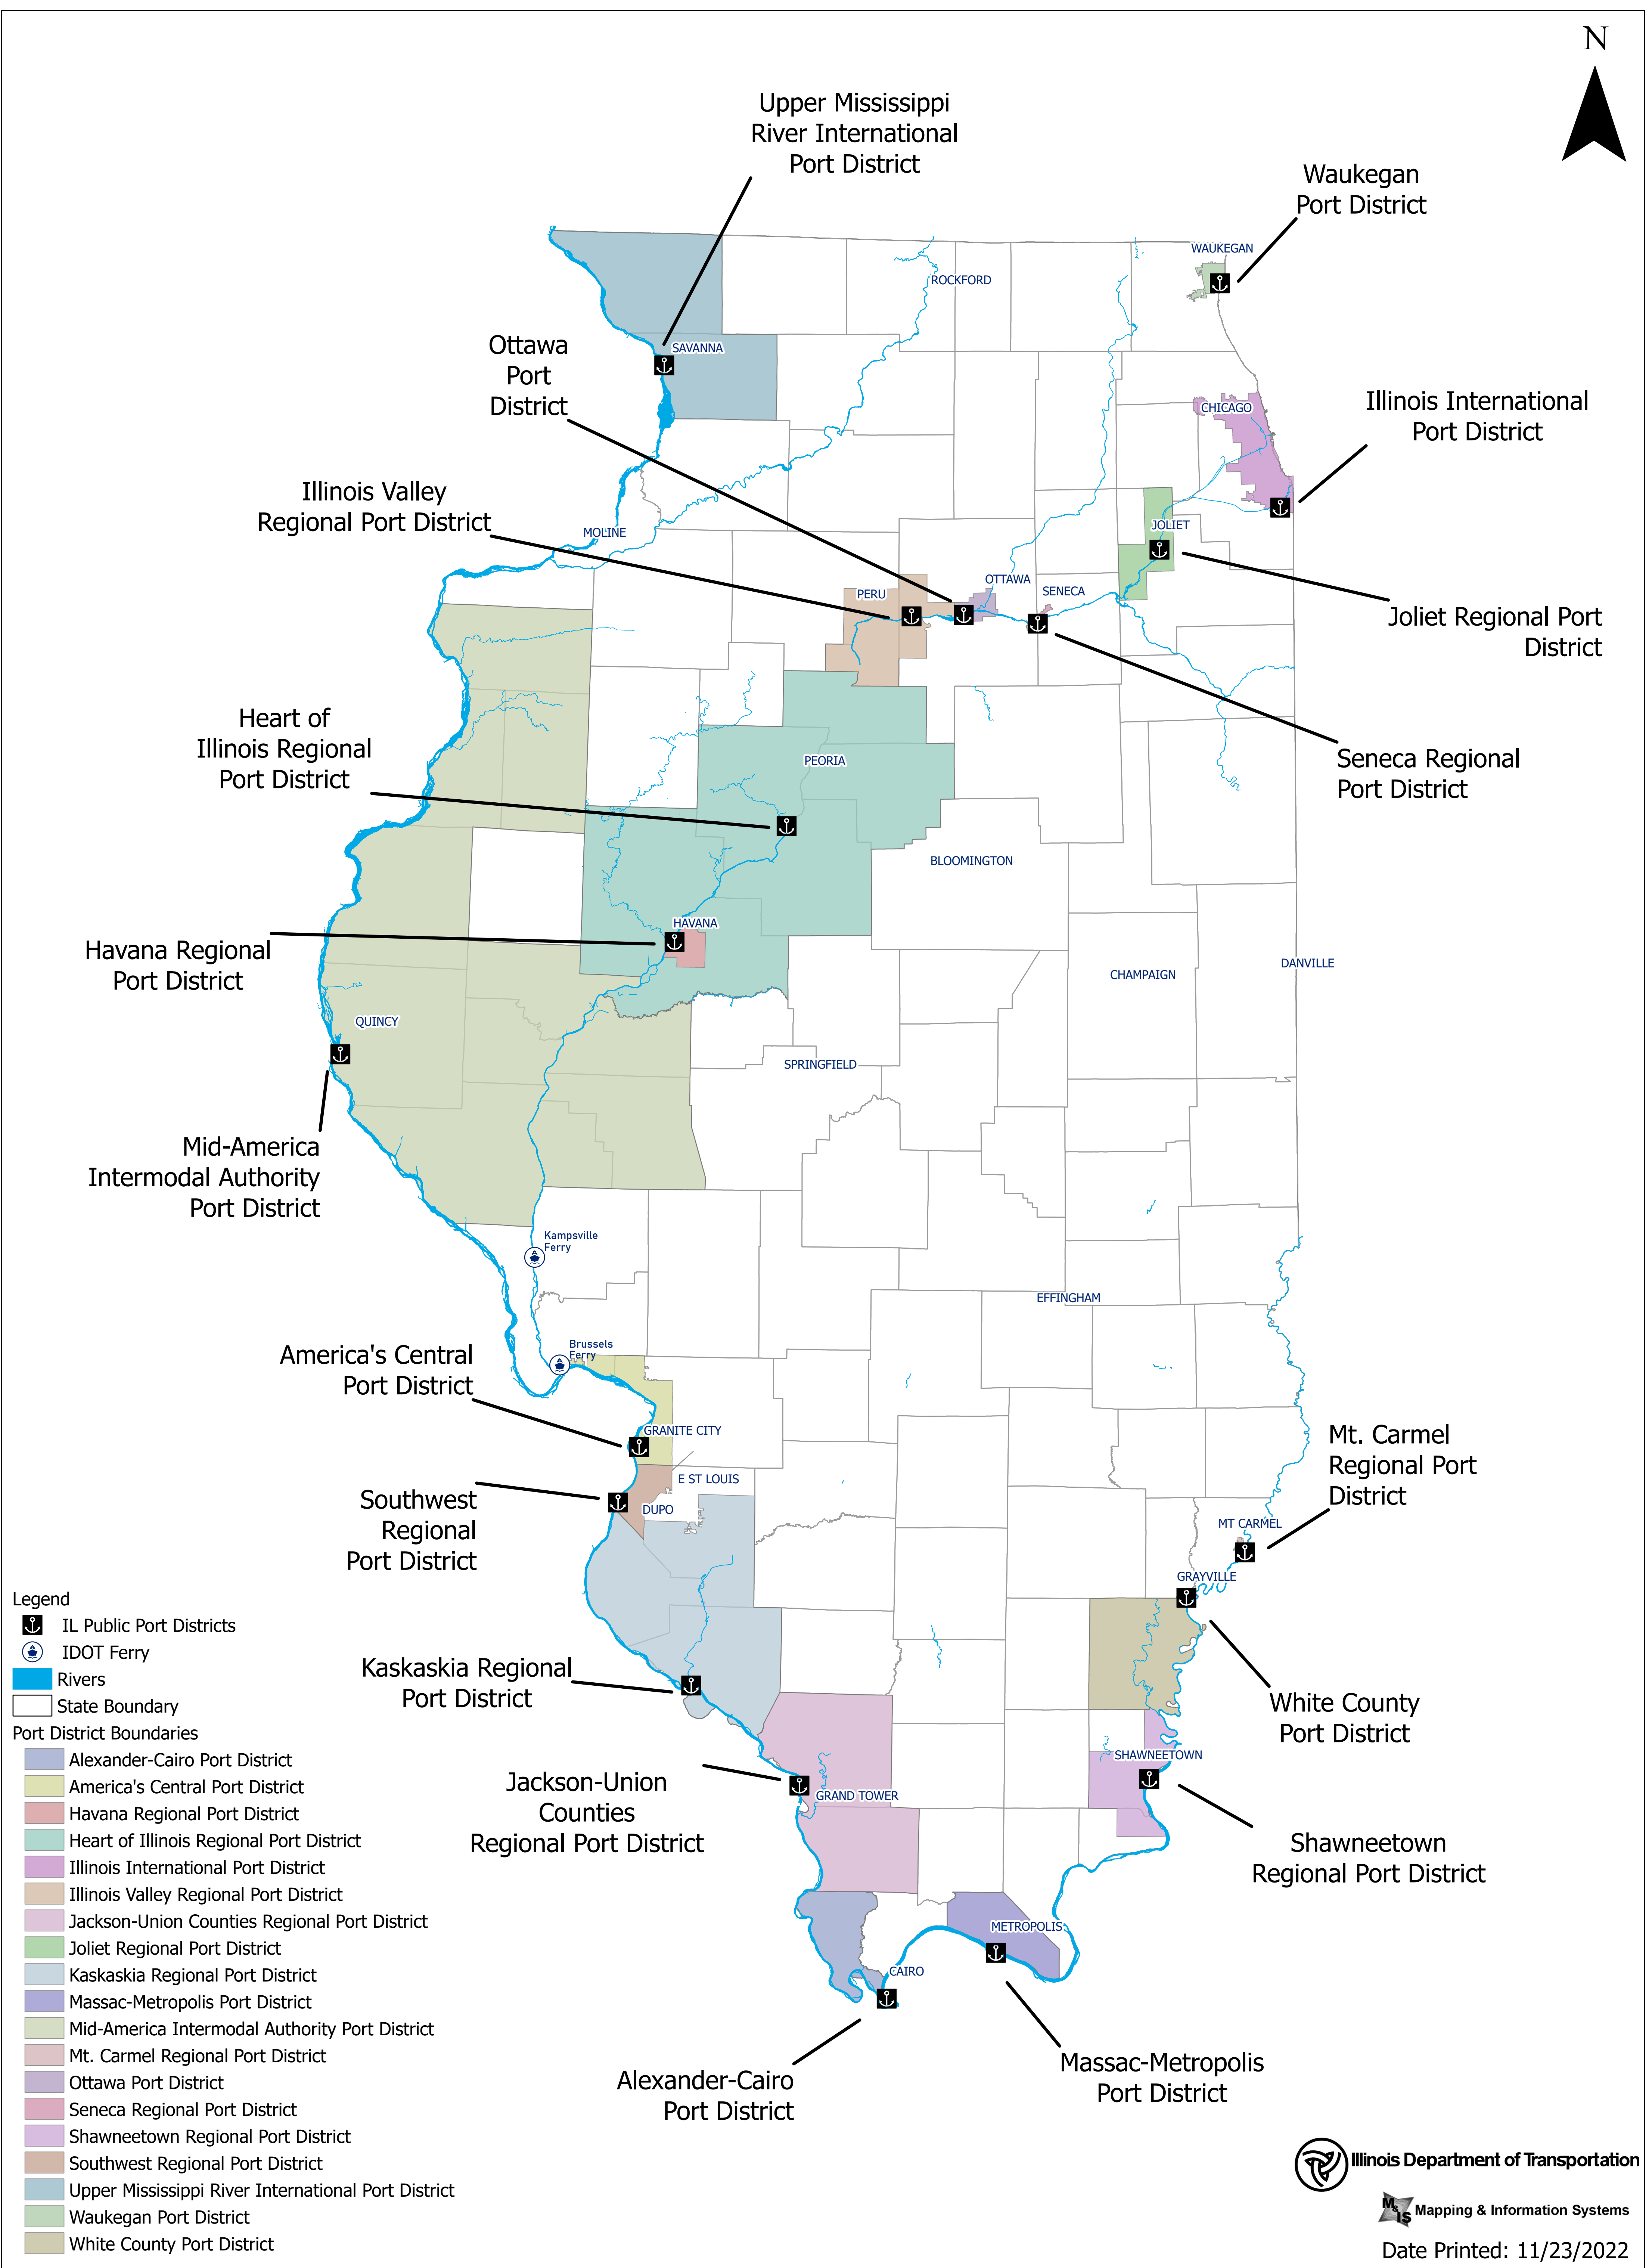 N
Upper Mississippi
River International
Port District
Waukegan
Port District
WAUKEGAN
ROCKFORD
Ottawa
Port
District
SAVANNA
Illinois International
Port District
CHICAGO
Illinois Valley
Regional Port District
MOLINE
JOLIET
OTTAWA
PERU
SENECA
Joliet Regional Port
District
Heart of
Illinois Regional
Port District
PEORIA
Seneca Regional
Port District
BLOOMINGTON
HAVANA
Havana Regional
Port District
CHAMPAIGN
DANVILLE
QUINCY
SPRINGFIELD
Mid-America
Intermodal Authority
Port District
Kampsville
Ferry
EFFINGHAM
Brussels
Ferry
America's Central
Port District
GRANITE CITY
Mt. Carmel
Regional Port
District
E ST LOUIS
Southwest
Regional
Port District
DUPO
MT CARMEL
GRAYVILLE
Kaskaskia Regional
Port District
White County
Port District
SHAWNEETOWN
Jackson-Union
Counties
Regional Port District
GRAND TOWER
Shawneetown
Regional Port District
METROPOLIS
CAIRO
Massac-Metropolis
Port District
Alexander-Cairo
Port District
Legend
IL Public Port Districts
IDOT Ferry
Rivers
State Boundary
Port District Boundaries
Alexander-Cairo Port District
America's Central Port District
Havana Regional Port District
Heart of Illinois Regional Port District
Illinois International Port District
Illinois Valley Regional Port District
Jackson-Union Counties Regional Port District
Joliet Regional Port District
Kaskaskia Regional Port District
Massac-Metropolis Port District
Mid-America Intermodal Authority Port District
Mt. Carmel Regional Port District
Ottawa Port District
Seneca Regional Port District
Shawneetown Regional Port District
Southwest Regional Port District
Upper Mississippi River International Port District
Waukegan Port District
White County Port District
Illinois Department of Transportation
M&IS Mapping & Information Systems
Date Printed: 11/23/2022